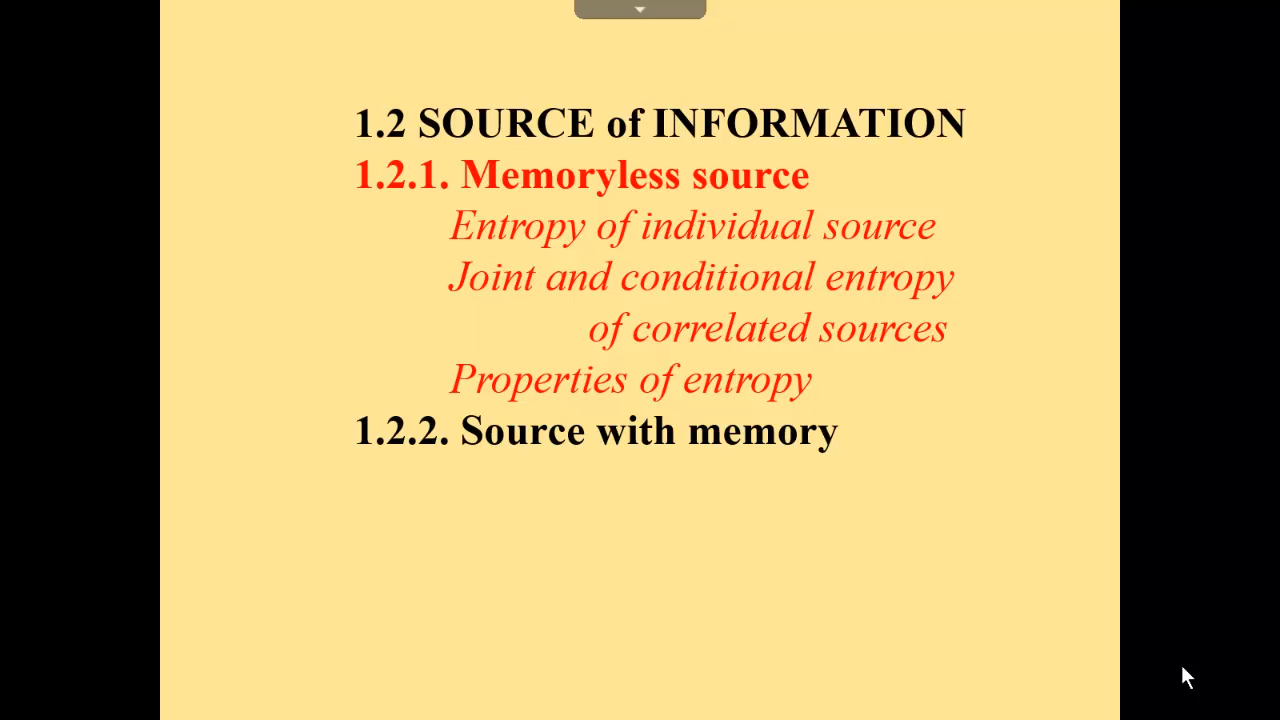 1.2 SOURCE of INFORMATION
1.2.1. Memoryless source
Entropy of individual source
Joint and conditional entropy
of correlated sources
Properties of entropy
1.2.2. Source with memory